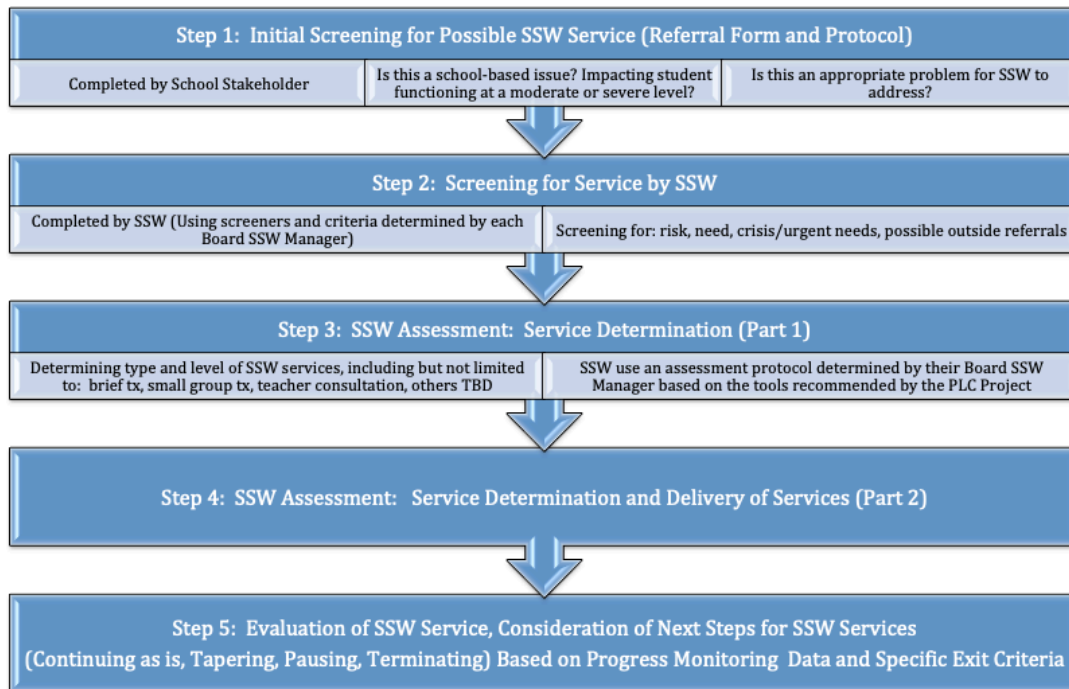 Step 1:  Initial Screening for Possible SSW Service (Referral Form and Protocol)
Completed by School Stakeholder
Is this a school-based issue? Impacting student
functioning at a moderate or severe level?
Is this an appropriate problem for SSW to
address?
Step 2:  Screening for Service by SSW
Completed by SSW (Using screeners and criteria determined by each
Board SSW Manager)
Screening for: risk, need, crisis/urgent needs, possible outside referrals
Step 3:  SSW Assessment:  Service Determination (Part 1)
Determining type and level of SSW services, including but not limited
to:  brief tx, small group tx, teacher consultation, others TBD
SSW use an assessment protocol determined by their Board SSW
Manager based on the tools recommended by the PLC Project
Step 4:  SSW Assessment:   Service Determination and Delivery of Services (Part 2)
Step 5:  Evaluation of SSW Service, Consideration of Next Steps for SSW Services
(Continuing as is, Tapering, Pausing, Terminating) Based on Progress Monitoring  Data and Specific Exit Criteria